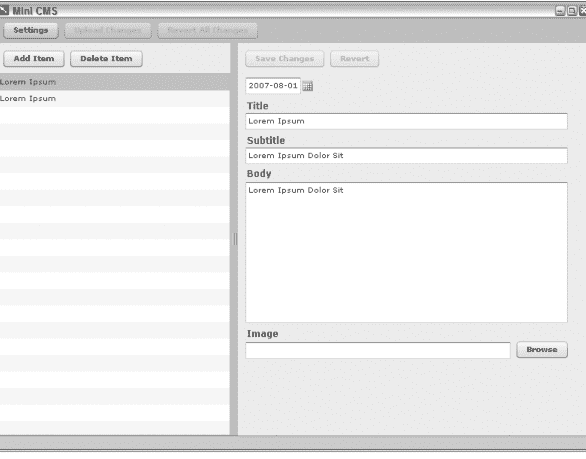 Mini CMS
Settings Upload Changes Revert All Changes
Add Item Delete Item
Lorem Ipsum
Lorem Ipsum
Save Changes Revert
2007-08-01
Title
Lorem Ipsum
Subtitle
Lorem Ipsum Dolor Sit
Body
Lorem Ipsum Dolor Sit
Image
Browse